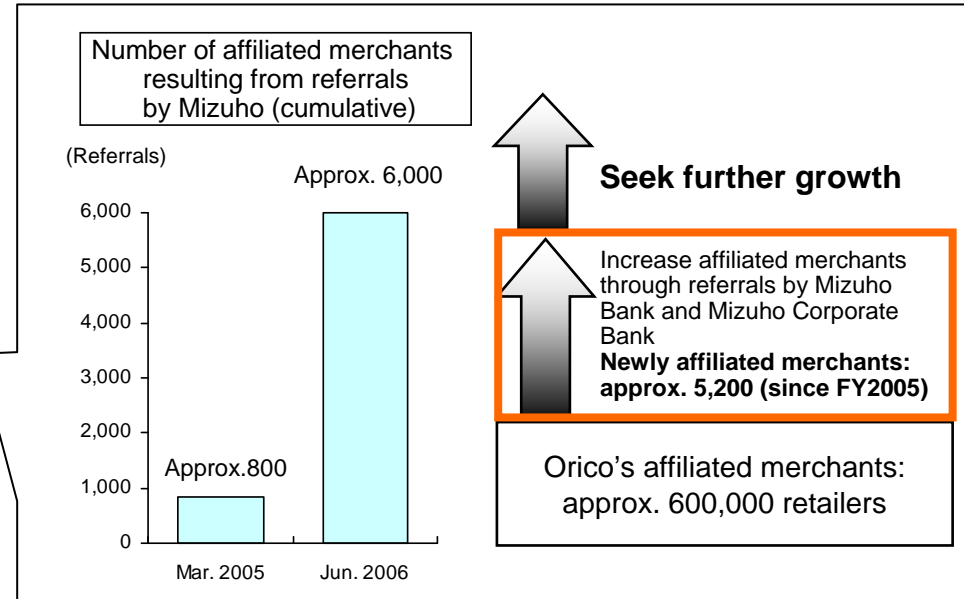 Number of affiliated merchants
resulting from referrals
by Mizuho (cumulative)
(Referrals)
Approx. 6,000
6,000
5,000
4,000
3,000
2,000
1,000
0
Approx.800
Mar. 2005
Jun. 2006
Seek further growth
Increase affiliated merchants
through referrals by Mizuho
Bank and Mizuho Corporate
Bank
Newly affiliated merchants:
approx. 5,200 (since FY2005)
Orico's affiliated merchants:
approx. 600,000 retailers